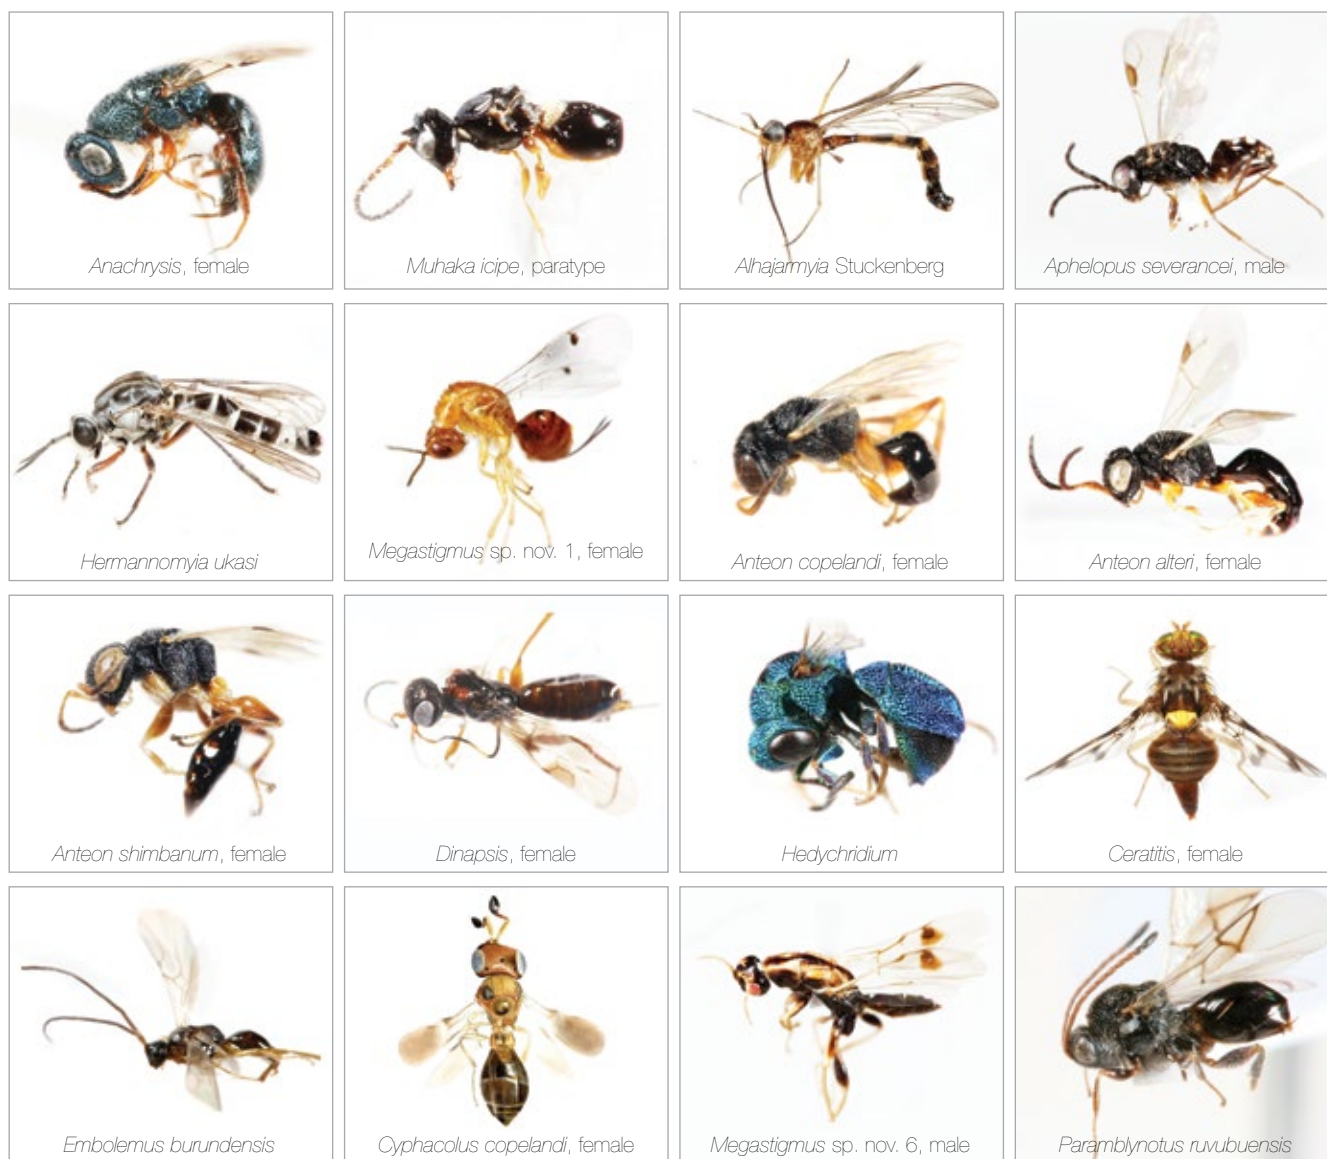 Anachrysis, female
Muhaka icipe, paratype
Alhajarmyia Stuckenberg
Aphelopus severancei, male
Hermannomyia ukasi
Megastigmus sp. nov. 1, female
Anteon copelandi, female
Anteon alteri, female
Anteon shimbanum, female
Dinapsis, female
Hedychridium
Ceratitis, female
Embolemus burundensis
Cyphacolus copelandi, female
Megastigmus sp. nov. 6, male
Paramblynotus ruvubuensis